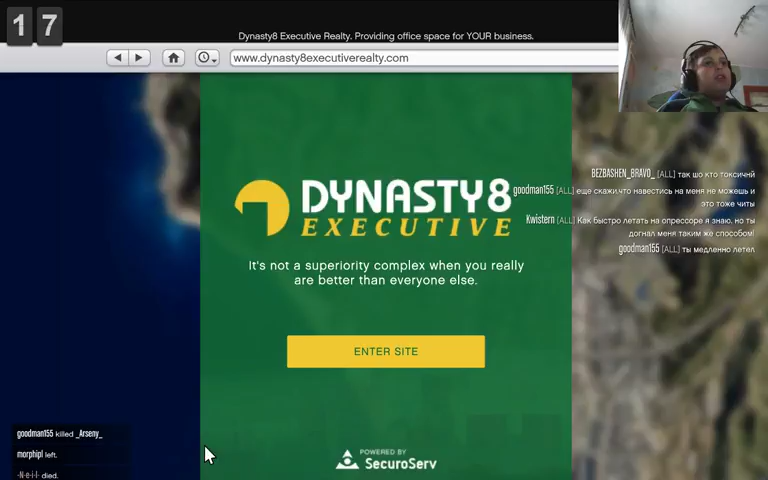 17
Dynasty8 Executive Realty. Providing office space for YOUR business.
www.dynasty8executiverealty.com
DYNASTY8
EXECUTIVE
It's not a superiority complex when you really
are better than everyone else.
ENTER SITE
POWERED BY
SecuroServ
BEZBASHEN_BRAVO_ [ALL] так шо кто токсичнй
goodman155 [ALL] еще скажи,что навестись на меня не можешь и
это тоже читы
Kwistern [ALL] Как быстро летать на опрессоре я знаю, но ты
догнал меня таким же способом!
goodman155 [ALL] ты медленно летел
goodman155 killed _Arseny_
morphipl left.
Neil died.